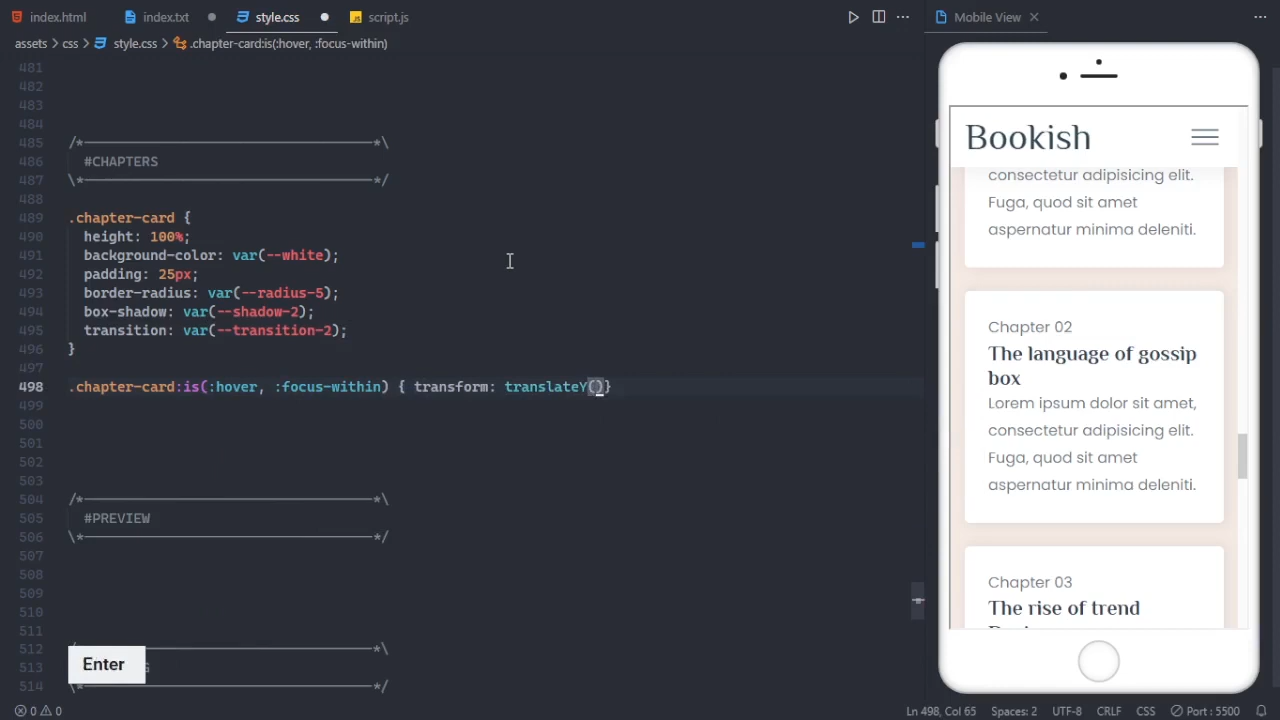 index.html
index.txt
style.css
script.js
Mobile View
assets > css > style.css > .chapter-card:is(:hover, :focus-within)
481
482
483
484
485 /*—————————————————————*\
486 #CHAPTERS
487 \*—————————————————————*/
488
489 .chapter-card {
490 height: 100%;
491 background-color: var(--white);
492 padding: 25px;
493 border-radius: var(--radius-5);
494 box-shadow: var(--shadow-2);
495 transition: var(--transition-2);
496 }
497
498 .chapter-card:is(:hover, :focus-within) { transform: translateY()}
499
500
501
502
503
504 /*—————————————————————*\
505 #PREVIEW
506 \*—————————————————————*/
507
508
509
510
511
512 *\
513 G
514 \*—————————————————————*/
Enter
Bookish
consectetur adipisicing elit.
Fuga, quod sit amet
aspernatur minima deleniti.
Chapter 02
The language of gossip
box
Lorem ipsum dolor sit amet,
consectetur adipisicing elit.
Fuga, quod sit amet
aspernatur minima deleniti.
Chapter 03
The rise of trend
0 0
Ln 498, Col 65
Spaces: 2
UTF-8
CRLF
CSS
Port : 5500